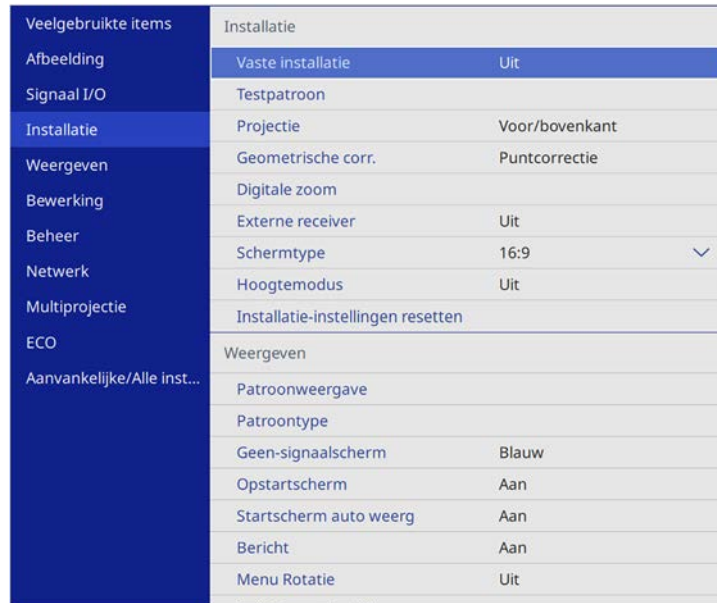 Veelgebruikte items
Afbeelding
Signaal I/O
Installatie
Weergeven
Bewerking
Beheer
Netwerk
Multiprojectie
ECO
Aanvankelijke/Alle inst...
Installatie
Vaste installatie Uit
Testpatroon
Projectie Voor/bovenkant
Geometrische corr. Puntcorrectie
Digitale zoom
Externe receiver Uit
Schermtype 16:9
Hoogtemodus Uit
Installatie-instellingen resetten
Weergeven
Patroonweergave
Patroontype
Geen-signaalscherm Blauw
Opstartscherm Aan
Startscherm auto weerg Aan
Bericht Aan
Menu Rotatie Uit